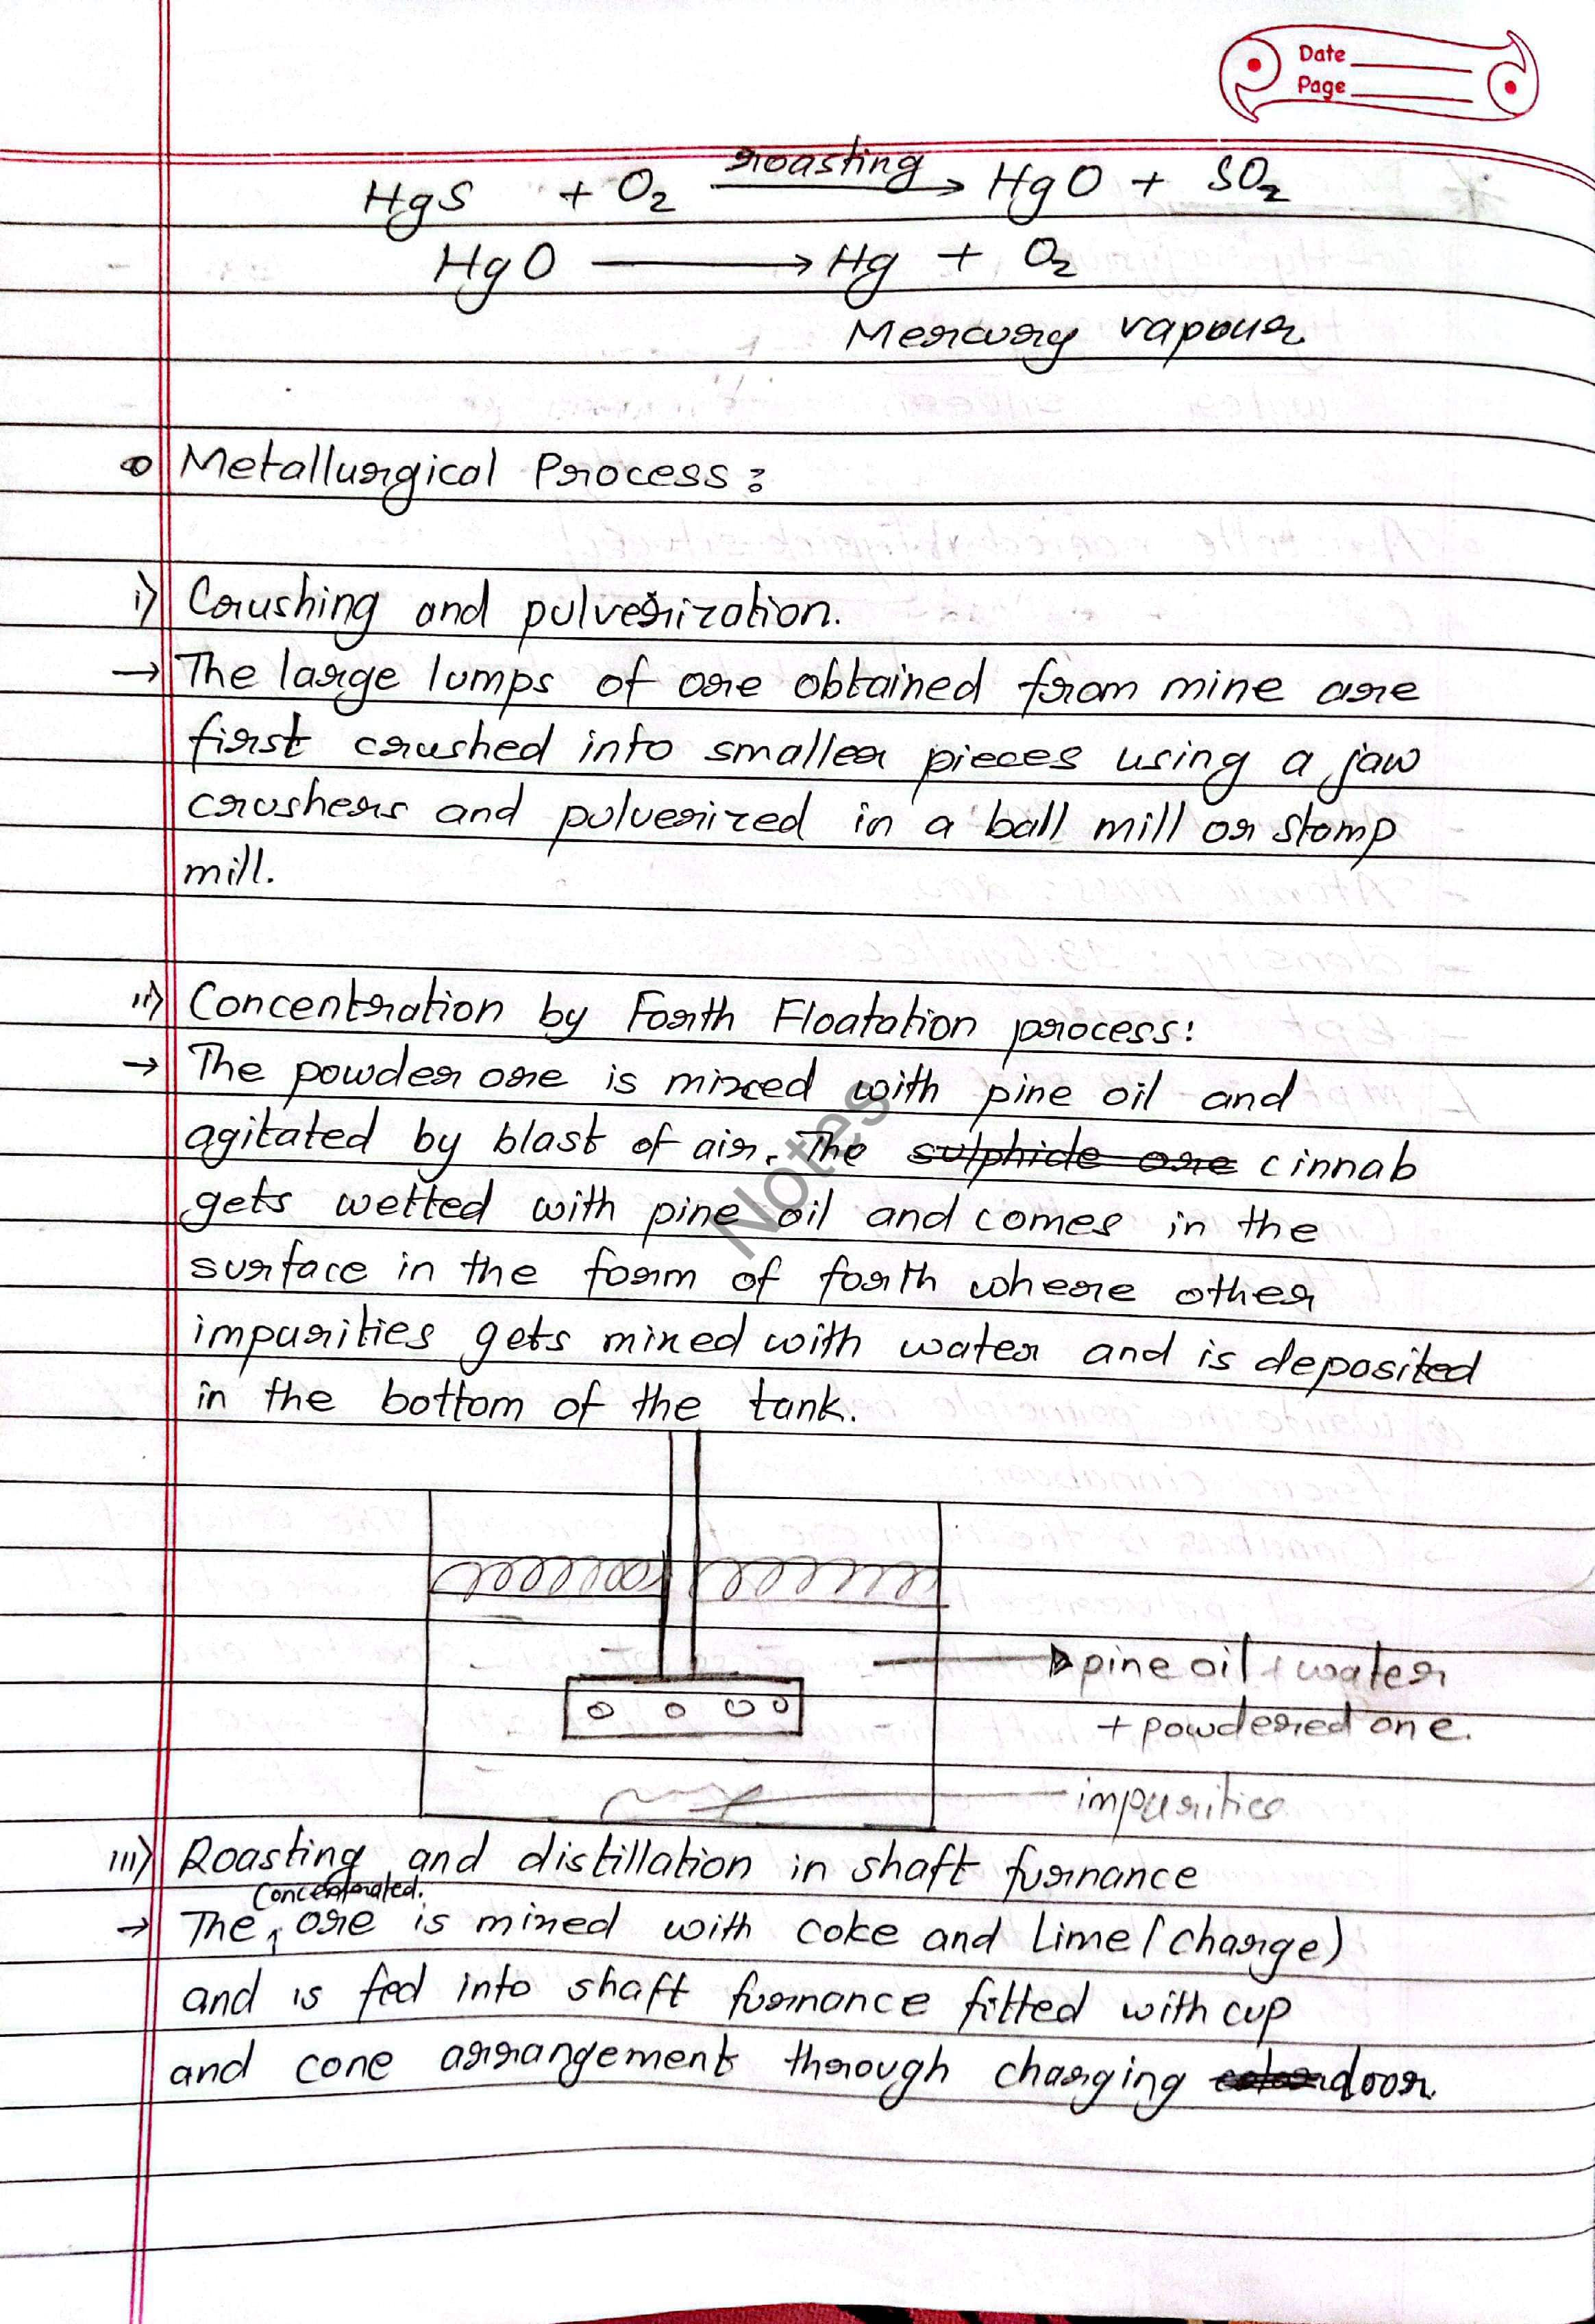 Date
Page
HgS + O₂ roasting → HgO + SO₂
HgO → Hg + O₂
Mercury vapour
Metallurgical Process:
i) Crushing and pulverization.
→ The large lumps of ore obtained from mine are
first crushed into smaller pieces using a jaw
crushers and pulverized in a ball mill or stamp
mill.
ii) Concentration by Forth Floatation process:
→ The powder ore is mixed with pine oil and
agitated by blast of air. The sulphide ore cinnab
gets wetted with pine oil and comes in the
surface in the form of forth where other
impurities gets mixed with water and is deposited
in the bottom of the tank.
Notes
pine oil + water
+ powdered one.
impurities
iii) Roasting and distillation in shaft furnance
concentrated.
→ The ore is mixed with coke and lime (charge)
and is fed into shaft furnance fitted with cup
and cone arrangement through charging door.